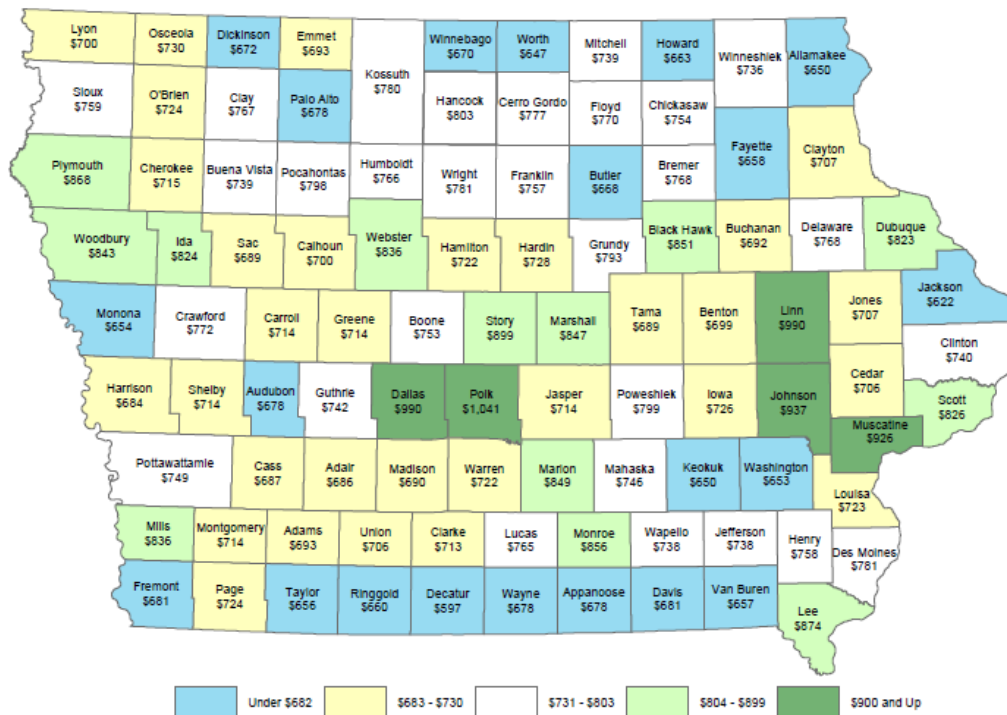 Lyon
$700
Osceola
$730
Dickinson
$672
Emmet
$693
Kossuth
$780
Winnebago
$670
Worth
$647
Mitchell
$739
Howard
$663
Winneshiek
$736
Allamakee
$650
Sioux
$759
O'Brien
$724
Clay
$767
Palo Alto
$678
Hancock
$803
Cerro Gordo
$777
Floyd
$770
Chickasaw
$754
Fayette
$658
Clayton
$707
Plymouth
$868
Cherokee
$715
Buena Vista
$739
Pocahontas
$798
Humboldt
$766
Wright
$781
Franklin
$757
Butler
$668
Bremer
$768
Woodbury
$843
Ida
$824
Sac
$689
Calhoun
$700
Webster
$836
Hamilton
$722
Hardin
$728
Grundy
$793
Black Hawk
$851
Buchanan
$692
Delaware
$768
Dubuque
$823
Monona
$654
Crawford
$772
Carroll
$714
Greene
$714
Boone
$753
Story
$899
Marshall
$847
Tama
$689
Benton
$699
Linn
$990
Jones
$707
Jackson
$622
Clinton
$740
Harrison
$684
Shelby
$714
Audubon
$678
Guthrie
$742
Dallas
$990
Polk
$1,041
Jasper
$714
Poweshiek
$799
Iowa
$726
Johnson
$937
Cedar
$706
Scott
$826
Muscatine
$926
Pottawattamie
$749
Cass
$687
Adair
$686
Madison
$690
Warren
$722
Marion
$849
Mahaska
$746
Keokuk
$650
Washington
$653
Louisa
$723
Mills
$836
Montgomery
$714
Adams
$693
Union
$706
Clarke
$713
Lucas
$765
Monroe
$856
Wapello
$738
Jefferson
$738
Henry
$758
Des Moines
$781
Fremont
$681
Page
$724
Taylor
$656
Ringgold
$660
Decatur
$597
Wayne
$678
Appanoose
$678
Davis
$681
Van Buren
$657
Lee
$874
Under $682
$683 - $730
$731 - $803
$804 - $899
$900 and Up